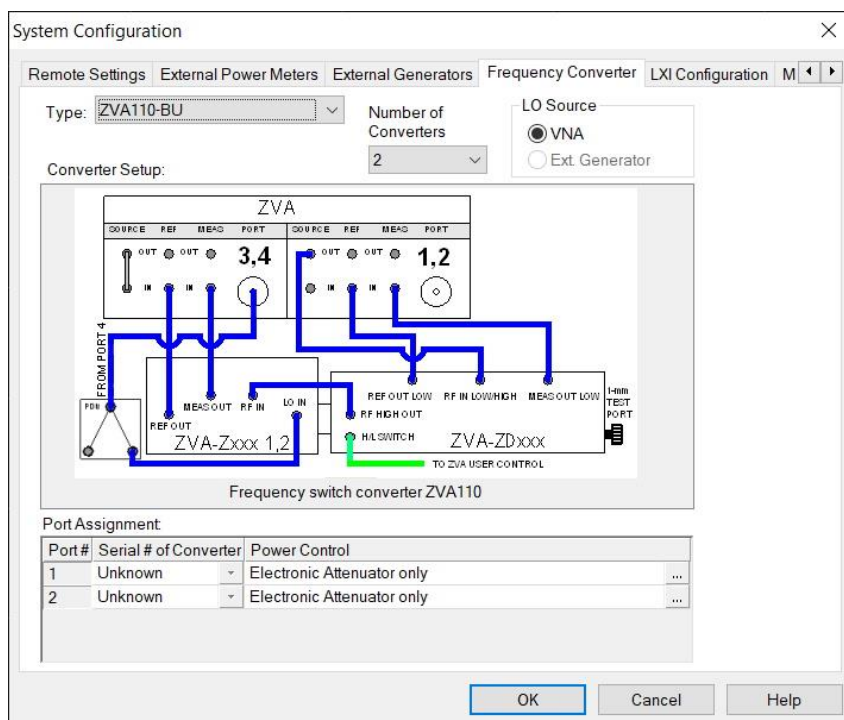 System Configuration
Remote Settings External Power Meters External Generators Frequency Converter LXI Configuration M
Type: ZVA110-BU
Number of
Converters
2
LO Source
VNA
Ext. Generator
Converter Setup:
ZVA
SOURCE REF MEAS PORT SOURCE REF MEAS PORT
OUT OUT 3,4 OUT OUT 1,2
IN IN IN IN
FROM PORT 4
PDM
REF OUT
MEAS OUT RF IN LO IN
ZVA-Zxxx 1,2
REF OUT LOW RF IN LOW/HIGH MEAS OUT LOW
1-mm
TEST
PORT
RF HIGH OUT
H/L SWITCH ZVA-ZDxxx
TO ZVA USER CONTROL
Frequency switch converter ZVA110
Port Assignment:
Port # Serial # of Converter Power Control
1 Unknown Electronic Attenuator only ...
2 Unknown Electronic Attenuator only ...
OK Cancel Help